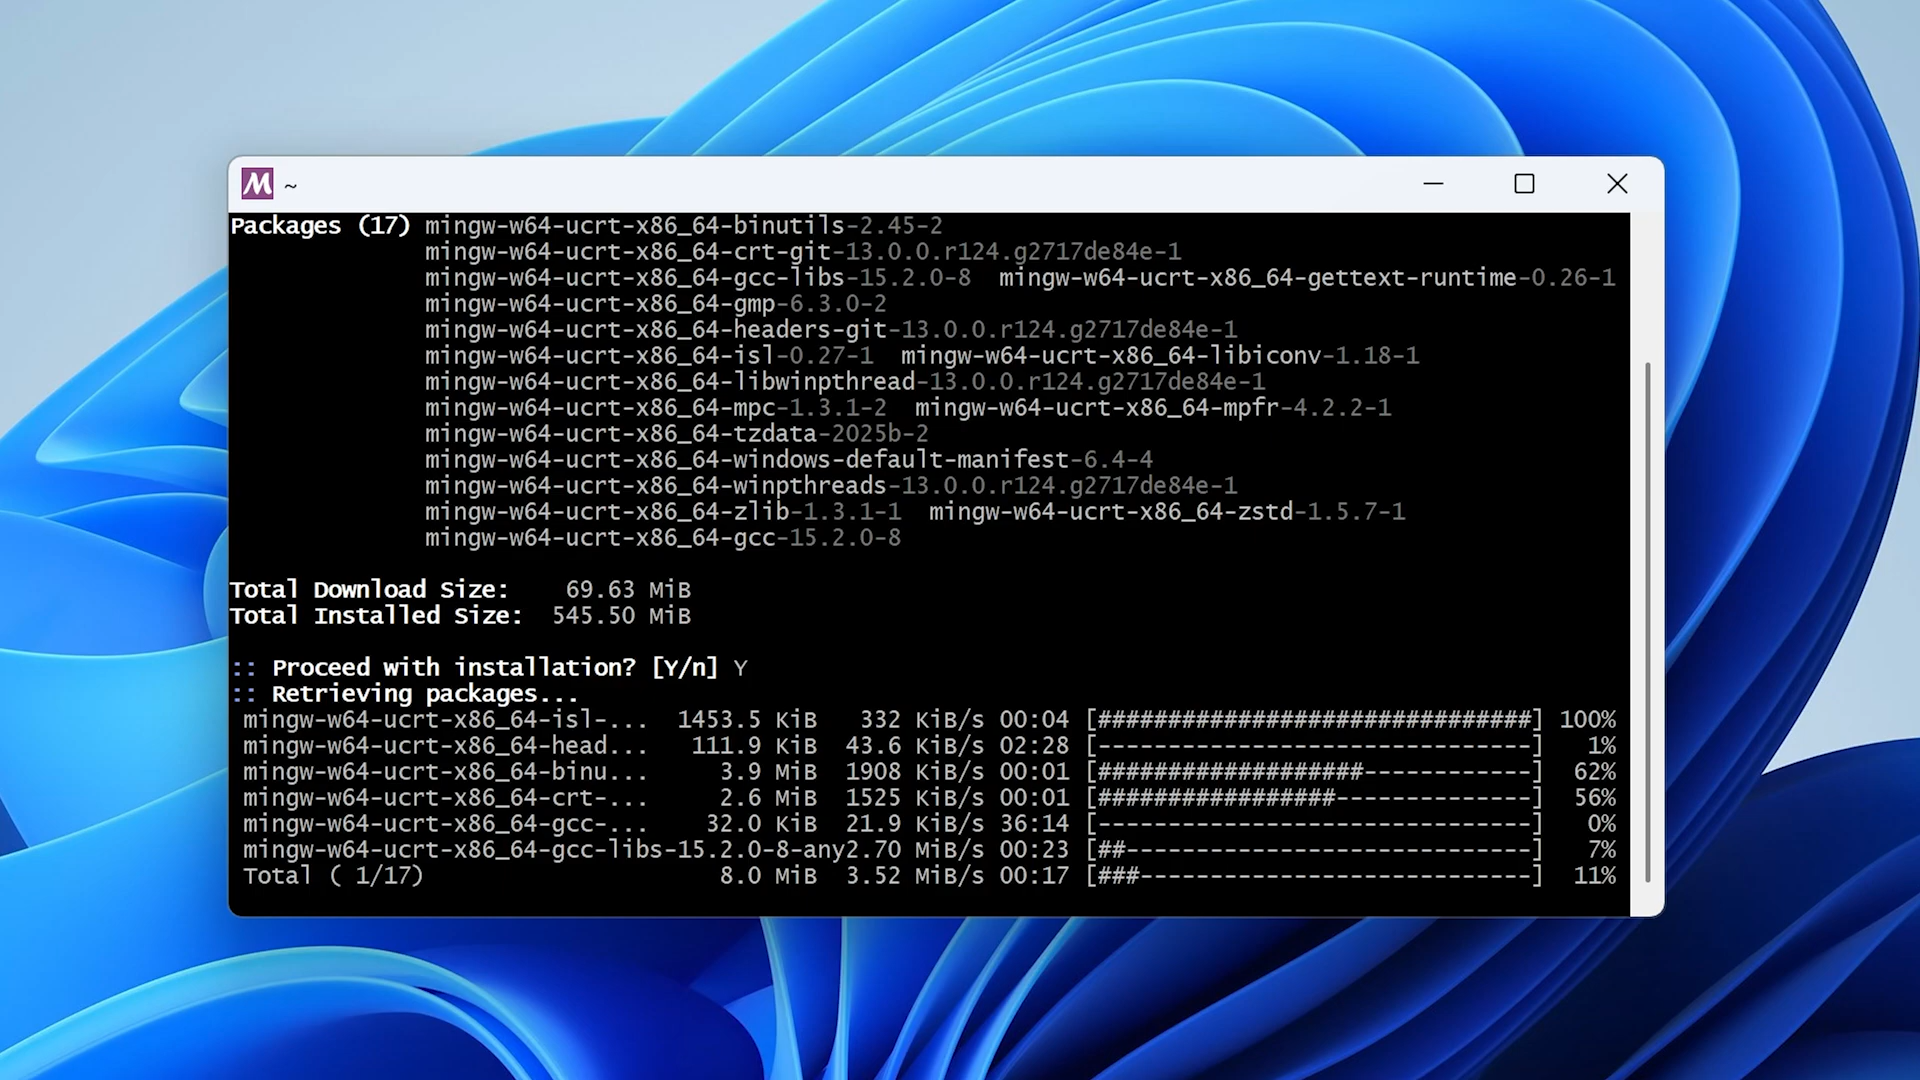 M ~
Packages (17) mingw-w64-ucrt-x86_64-binutils-2.45-2
mingw-w64-ucrt-x86_64-crt-git-13.0.0.r124.g2717de84e-1
mingw-w64-ucrt-x86_64-gcc-libs-15.2.0-8  mingw-w64-ucrt-x86_64-gettext-runtime-0.26-1
mingw-w64-ucrt-x86_64-gmp-6.3.0-2
mingw-w64-ucrt-x86_64-headers-git-13.0.0.r124.g2717de84e-1
mingw-w64-ucrt-x86_64-isl-0.27-1  mingw-w64-ucrt-x86_64-libiconv-1.18-1
mingw-w64-ucrt-x86_64-libwinpthread-13.0.0.r124.g2717de84e-1
mingw-w64-ucrt-x86_64-mpc-1.3.1-2  mingw-w64-ucrt-x86_64-mpfr-4.2.2-1
mingw-w64-ucrt-x86_64-tzdata-2025b-2
mingw-w64-ucrt-x86_64-windows-default-manifest-6.4-4
mingw-w64-ucrt-x86_64-winpthreads-13.0.0.r124.g2717de84e-1
mingw-w64-ucrt-x86_64-zlib-1.3.1-1  mingw-w64-ucrt-x86_64-zstd-1.5.7-1
mingw-w64-ucrt-x86_64-gcc-15.2.0-8
Total Download Size:    69.63 MiB
Total Installed Size:  545.50 MiB
:: Proceed with installation? [Y/n] Y
:: Retrieving packages...
mingw-w64-ucrt-x86_64-isl-...  1453.5 KiB   332 KiB/s 00:04 [###############################] 100%
mingw-w64-ucrt-x86_64-head...   111.9 KiB  43.6 KiB/s 02:28 [-------------------------------]   1%
mingw-w64-ucrt-x86_64-binu...     3.9 MiB  1908 KiB/s 00:01 [###################------------]  62%
mingw-w64-ucrt-x86_64-crt-...     2.6 MiB  1525 KiB/s 00:01 [#################--------------]  56%
mingw-w64-ucrt-x86_64-gcc-...    32.0 KiB  21.9 KiB/s 36:14 [-------------------------------]   0%
mingw-w64-ucrt-x86_64-gcc-libs-15.2.0-8-any2.70 MiB/s 00:23 [##-----------------------------]   7%
Total ( 1/17)                     8.0 MiB  3.52 MiB/s 00:17 [###----------------------------]  11%